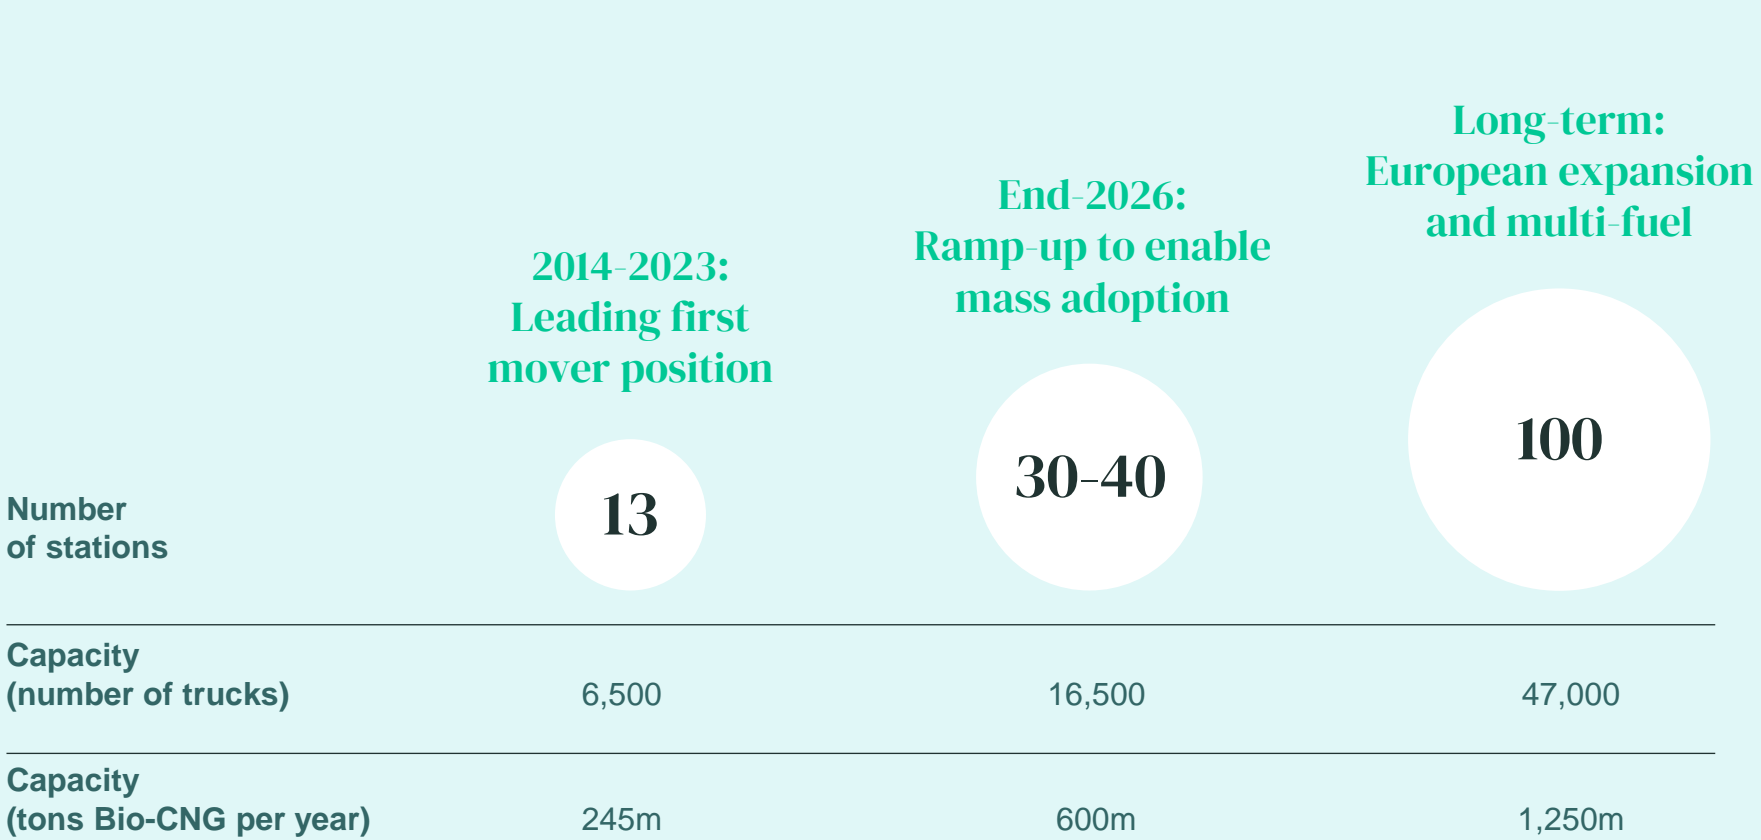 2014-2023:
Leading first
mover position
End-2026:
Ramp-up to enable
mass adoption
Long-term:
European expansion
and multi-fuel
Number
of stations
13
30-40
100
Capacity
(number of trucks)
6,500
16,500
47,000
Capacity
(tons Bio-CNG per year)
245m
600m
1,250m